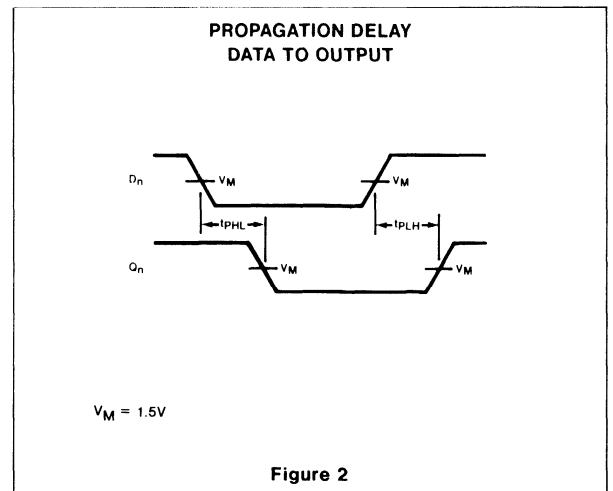 PROPAGATION DELAY
DATA TO OUTPUT
Dn VM VM
tPHL tPLH
Qn VM VM
VM = 1.5V
Figure 2